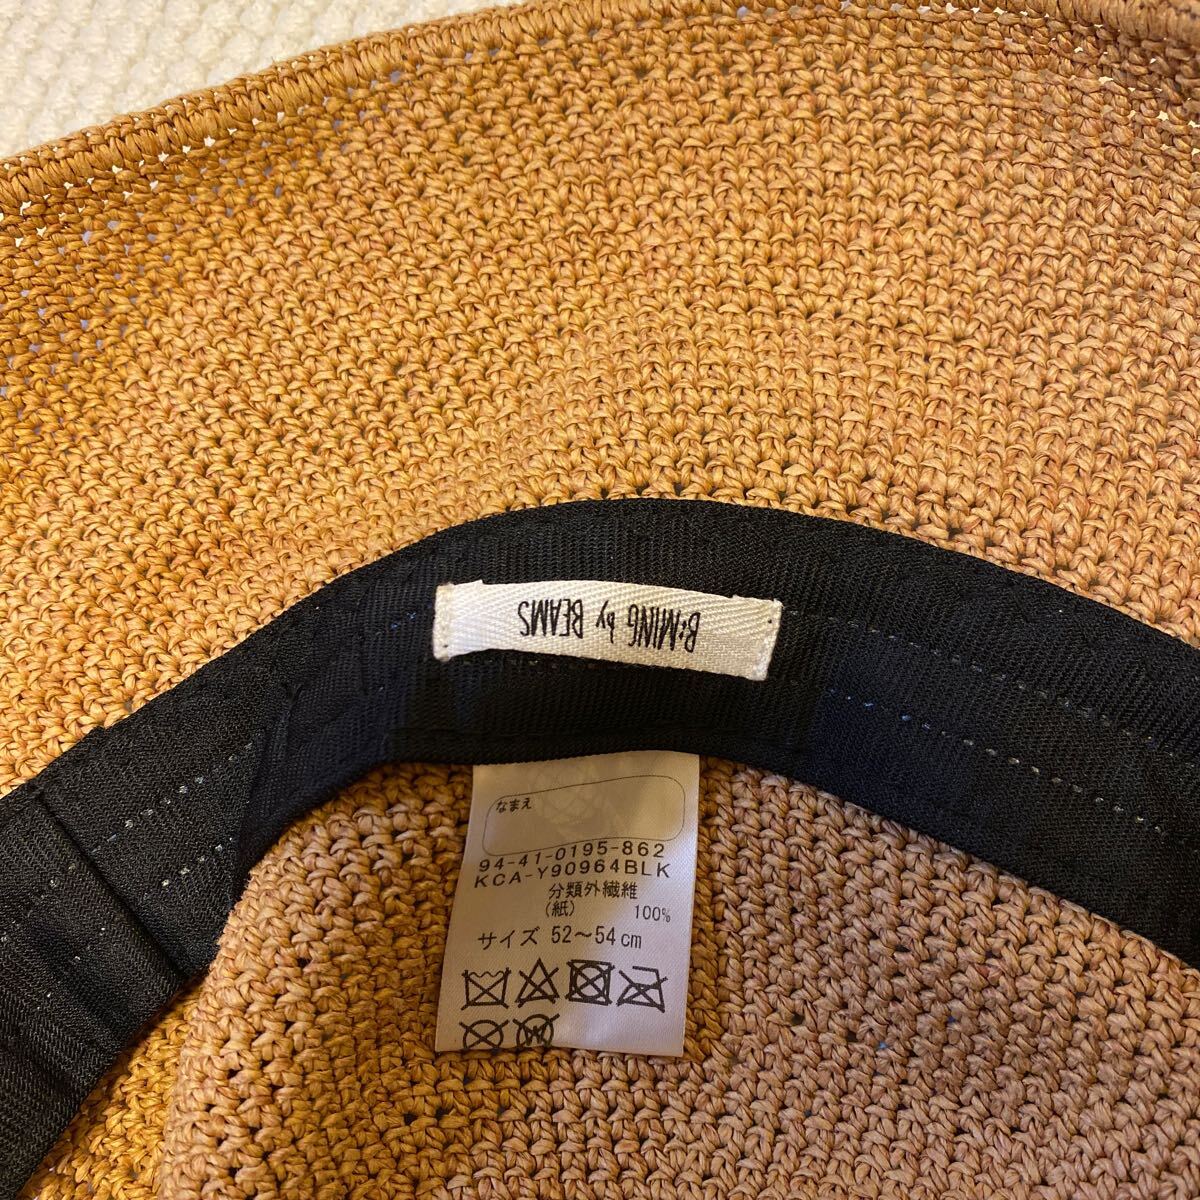 B:MING by BEAMS
なまえ
94-41-0195-862
KCA-Y90964BLK
分類外繊維
(紙) 100%
サイズ 52〜54cm